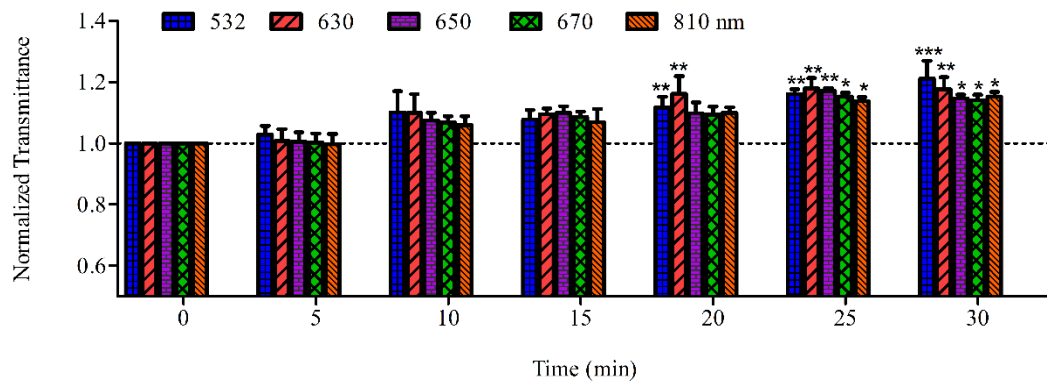 1.4
532 630 650 670 810 nm
1.2
1.0
0.8
0.6
Normalized Transmittance
** ** ** ** ** * * *** ** * * *
0 5 10 15 20 25 30
Time (min)